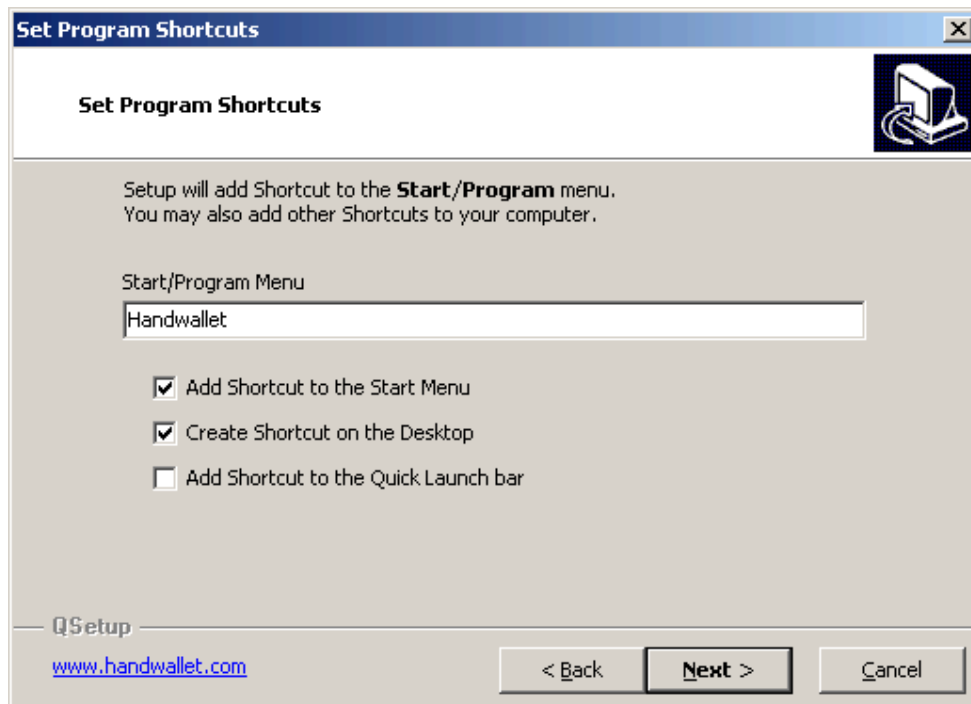 Set Program Shortcuts
Set Program Shortcuts
Setup will add Shortcut to the Start/Program menu.
You may also add other Shortcuts to your computer.
Start/Program Menu
Handwallet
Add Shortcut to the Start Menu
Create Shortcut on the Desktop
Add Shortcut to the Quick Launch bar
QSetup
www.handwallet.com
< Back
Next >
Cancel